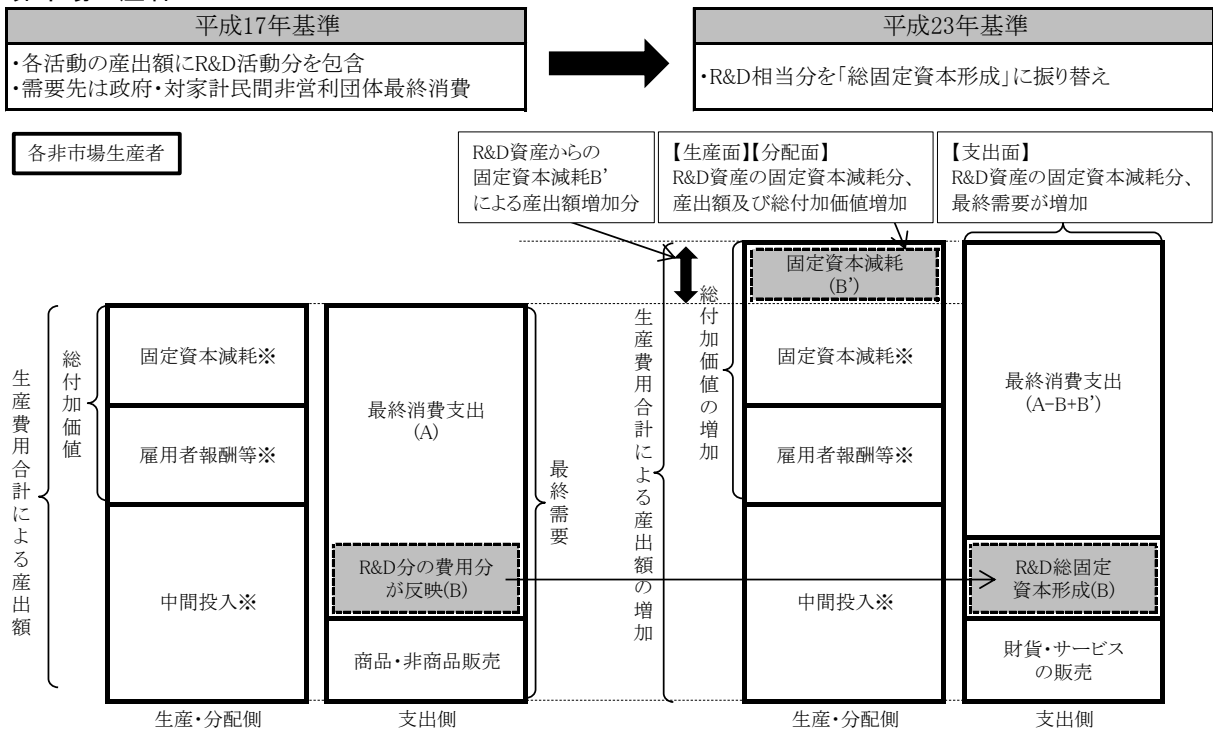 平成17年基準
・各活動の産出額にR&D活動分を包含
・需要先は政府・対家計民間非営利団体最終消費
平成23年基準
・R&D相当分を「総固定資本形成」に振り替え
各非市場生産者
R&D資産からの
固定資本減耗B’
による産出額増加分
【生産面】【分配面】
R&D資産の固定資本減耗分、
産出額及び総付加価値増加
【支出面】
R&D資産の固定資本減耗分、
最終需要が増加
生産費用合計による産出額
総付加価値
固定資本減耗※
雇用者報酬等※
中間投入※
生産・分配側
最終消費支出
(A)
R&D分の費用分
が反映(B)
商品・非商品販売
支出側
最終需要
生産費用合計による産出額の増加
総付加価値の増加
固定資本減耗
(B’)
固定資本減耗※
雇用者報酬等※
中間投入※
生産・分配側
最終消費支出
(A-B+B’)
R&D総固定
資本形成(B)
財貨・サービス
の販売
支出側